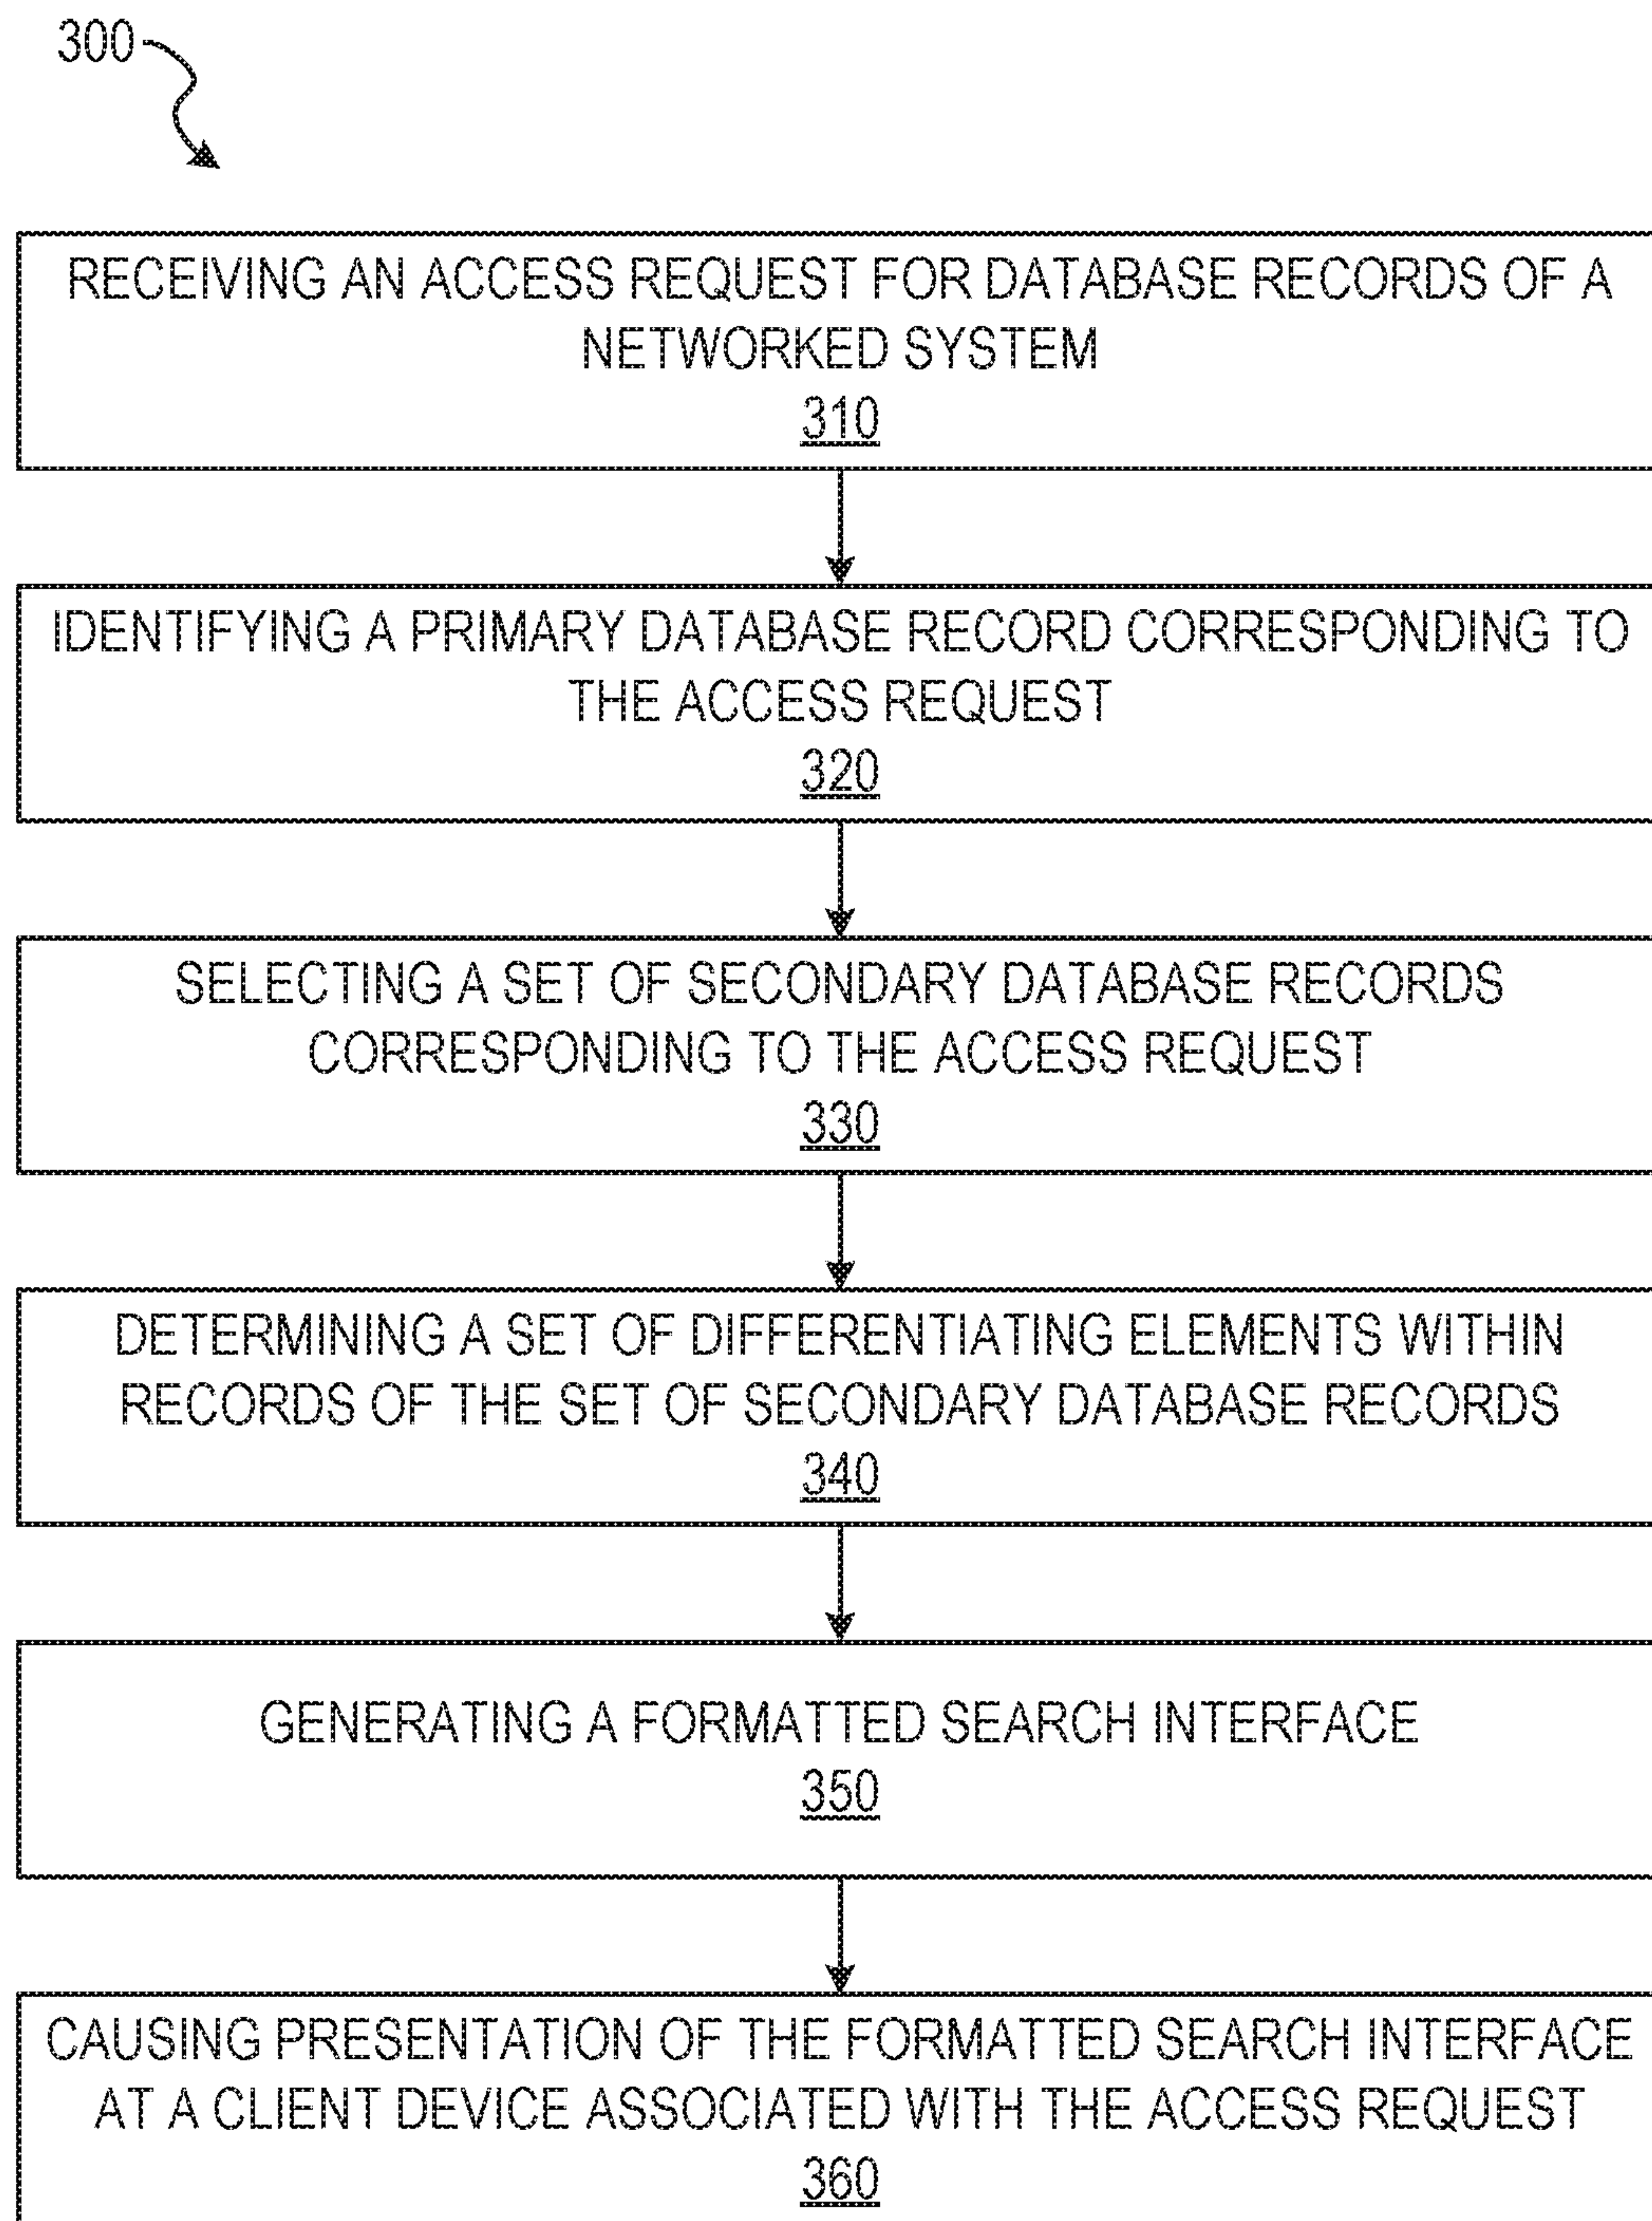 300
RECEIVING AN ACCESS REQUEST FOR DATABASE RECORDS OF A
NETWORKED SYSTEM
310
IDENTIFYING A PRIMARY DATABASE RECORD CORRESPONDING TO
THE ACCESS REQUEST
320
SELECTING A SET OF SECONDARY DATABASE RECORDS
CORRESPONDING TO THE ACCESS REQUEST
330
DETERMINING A SET OF DIFFERENTIATING ELEMENTS WITHIN
RECORDS OF THE SET OF SECONDARY DATABASE RECORDS
340
GENERATING A FORMATTED SEARCH INTERFACE
350
CAUSING PRESENTATION OF THE FORMATTED SEARCH INTERFACE
AT A CLIENT DEVICE ASSOCIATED WITH THE ACCESS REQUEST
360